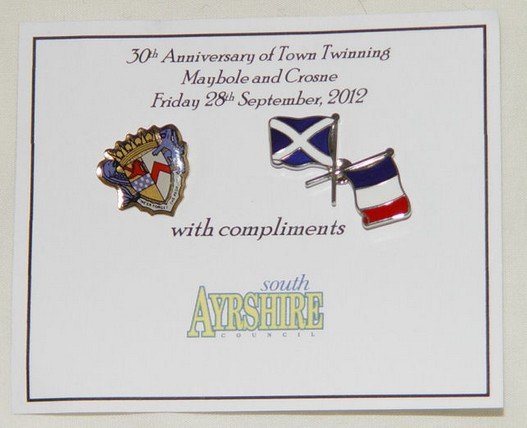 30th Anniversary of Town Twinning
Maybole and Crosne
Friday 28th September, 2012
with compliments
south
AYRSHIRE
COUNCIL